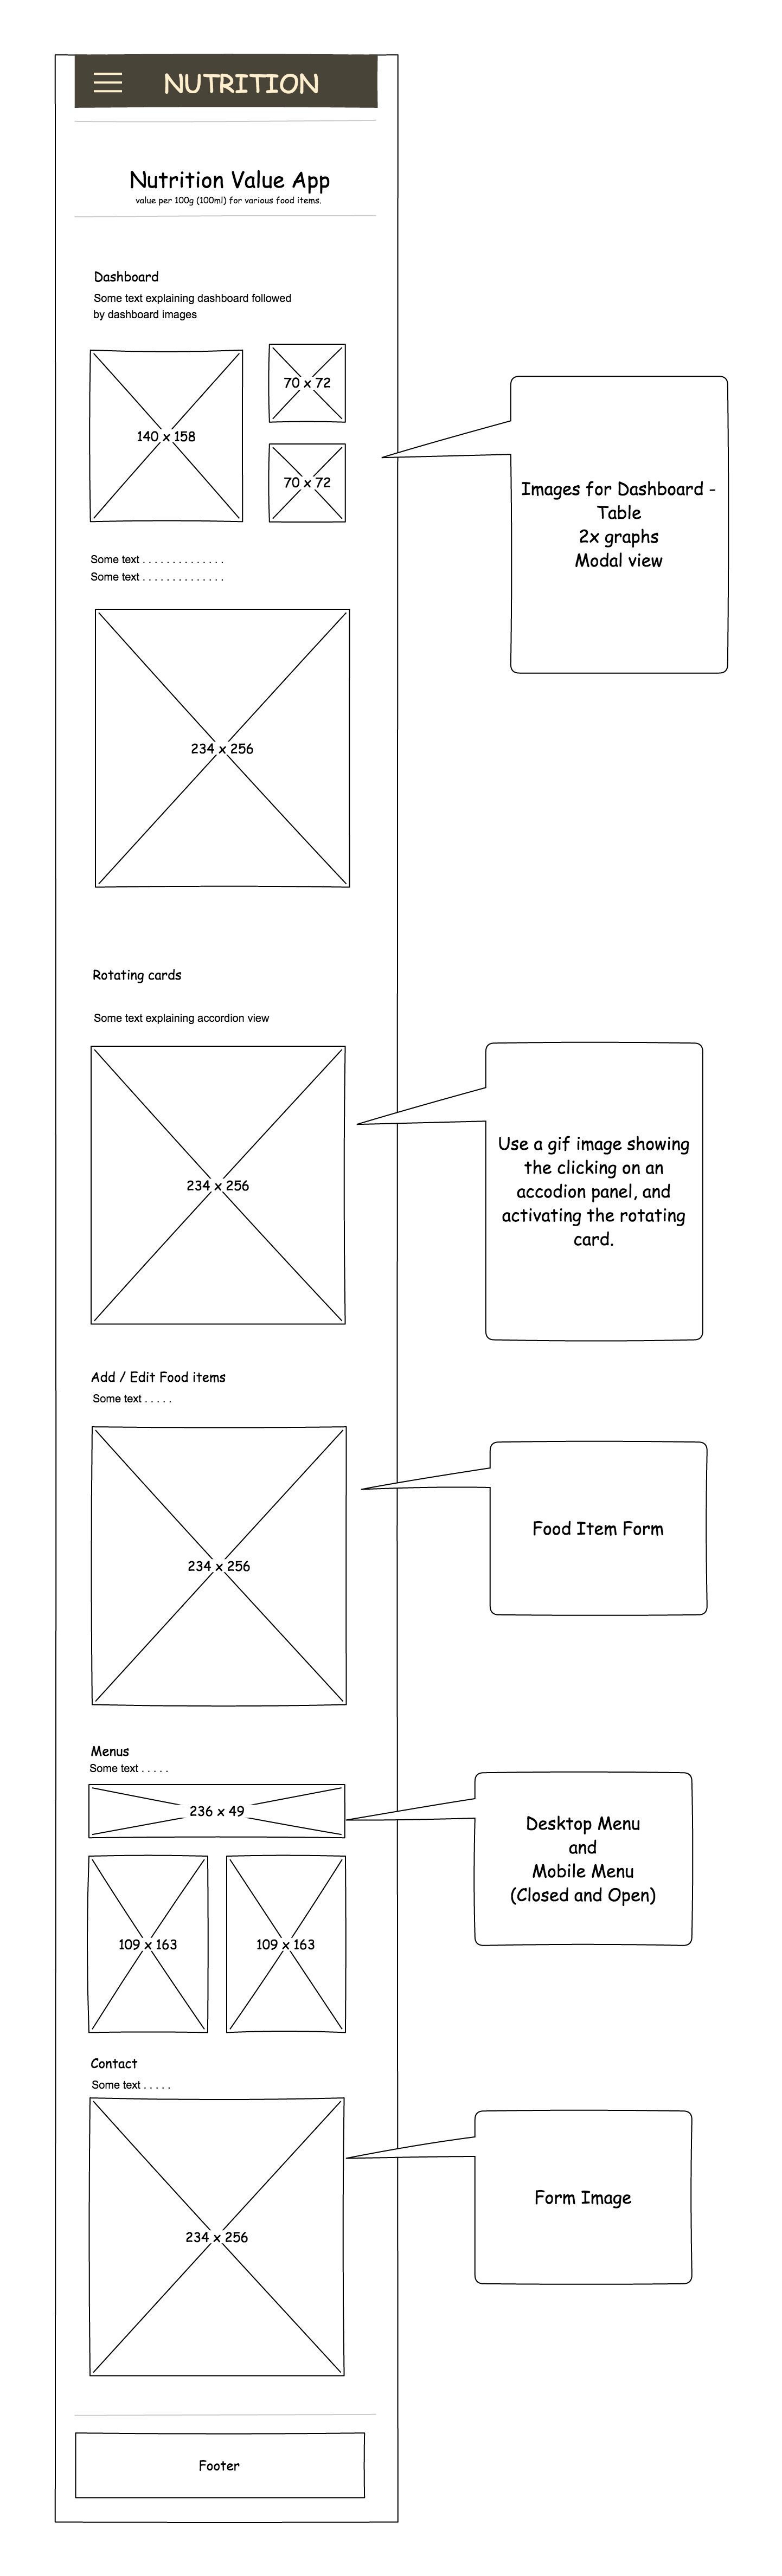 NUTRITION
Nutrition Value App
value per 100g (100ml) for various food items.
Dashboard
Some text explaining dashboard followed
by dashboard images
140 x 158
70 x 72
70 x 72
Images for Dashboard -
Table
2x graphs
Modal view
Some text . . . . . . . . . . . . . .
Some text . . . . . . . . . . . . . .
234 x 256
Rotating cards
Some text explaining accordion view
234 x 256
Use a gif image showing
the clicking on an
accodion panel, and
activating the rotating
card.
Add / Edit Food items
Some text . . . . .
234 x 256
Food Item Form
Menus
Some text . . . . .
236 x 49
109 x 163
109 x 163
Desktop Menu
and
Mobile Menu
(Closed and Open)
Contact
Some text . . . . .
234 x 256
Form Image
Footer